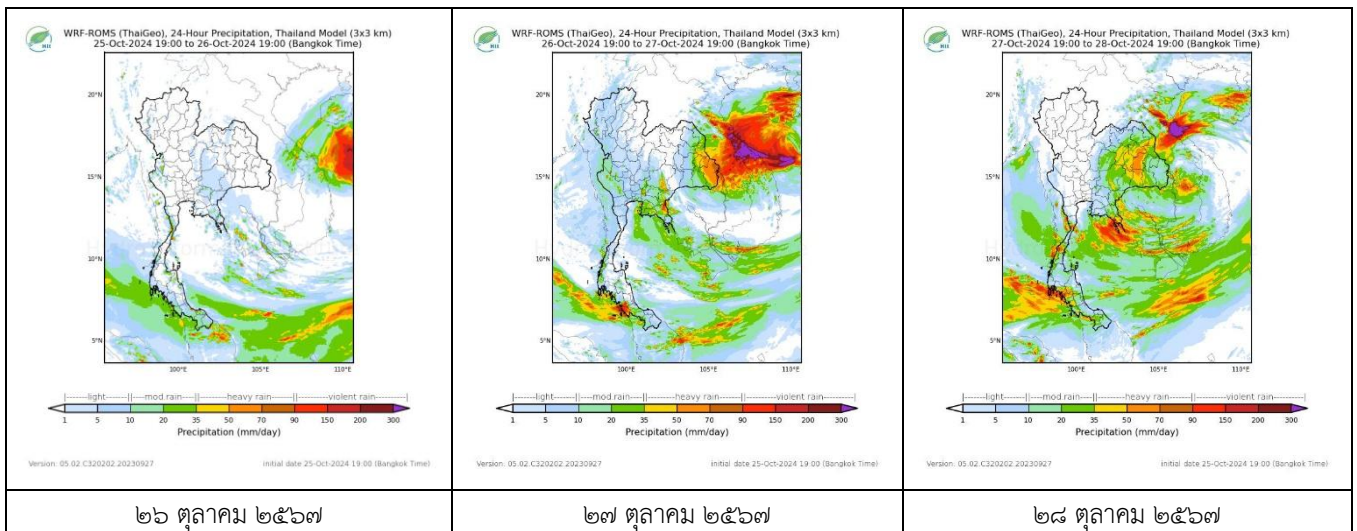 WRF-ROMS (ThaiGeo), 24-Hour Precipitation, Thailand Model (3x3 km)
25-Oct-2024 19:00 to 26-Oct-2024 19:00 (Bangkok Time)
20°N
15°N
10°N
5°N
100°E 105°E 110°E
|-------light-------||----mod rain----||-------heavy rain-------||-------violent rain-------|
1 5 10 20 35 50 70 90 150 200 300
Precipitation (mm/day)
Version: 05.02.C320202.20230927 initial date 25-Oct-2024 19:00 (Bangkok Time)
๒๖ ตุลาคม ๒๕๖๗
WRF-ROMS (ThaiGeo), 24-Hour Precipitation, Thailand Model (3x3 km)
26-Oct-2024 19:00 to 27-Oct-2024 19:00 (Bangkok Time)
20°N
15°N
10°N
5°N
100°E 105°E 110°E
|-------light-------||----mod rain----||-------heavy rain-------||-------violent rain-------|
1 5 10 20 35 50 70 90 150 200 300
Precipitation (mm/day)
Version: 05.02.C320202.20230927 initial date 25-Oct-2024 19:00 (Bangkok Time)
๒๗ ตุลาคม ๒๕๖๗
WRF-ROMS (ThaiGeo), 24-Hour Precipitation, Thailand Model (3x3 km)
27-Oct-2024 19:00 to 28-Oct-2024 19:00 (Bangkok Time)
20°N
15°N
10°N
5°N
100°E 105°E 110°E
|-------light-------||----mod rain----||-------heavy rain-------||-------violent rain-------|
1 5 10 20 35 50 70 90 150 200 300
Precipitation (mm/day)
Version: 05.02.C320202.20230927 initial date 25-Oct-2024 19:00 (Bangkok Time)
๒๘ ตุลาคม ๒๕๖๗